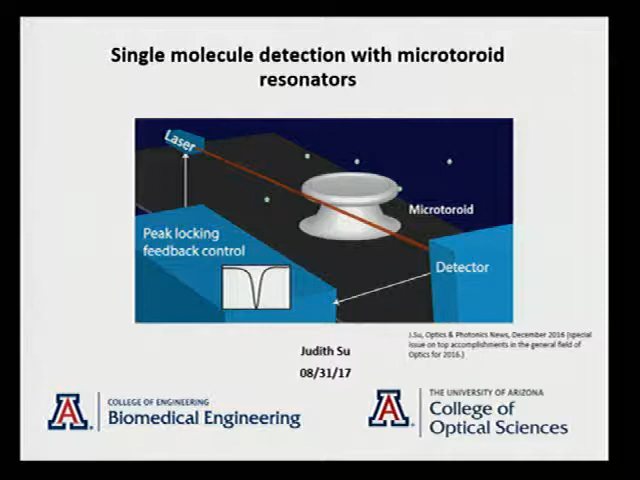 Single molecule detection with microtoroid
resonators
Laser
Microtoroid
Peak locking
feedback control
Detector
J.Su, Optics & Photonics News, December 2016 (special
issue on top accomplishments in the general field of
Optics for 2016.)
Judith Su
08/31/17
A
COLLEGE OF ENGINEERING
Biomedical Engineering
A
THE UNIVERSITY OF ARIZONA
College of
Optical Sciences